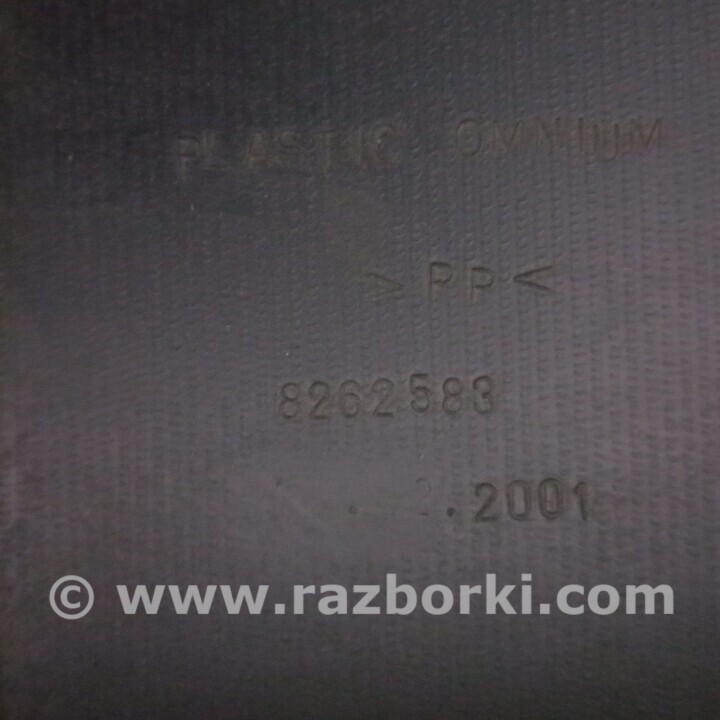 PLASTIC OMNIUM
>PP<
8262583
.2001
© www.razborki.com